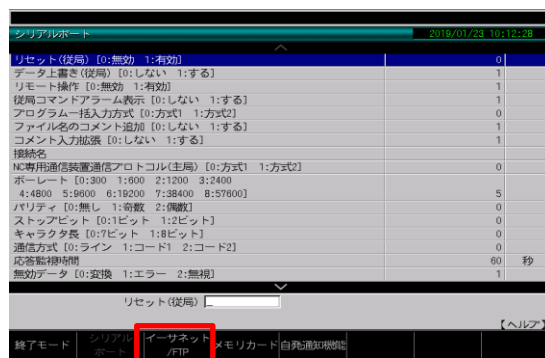 シリアルポート 2019/01/23 10:12:28
リセット(従局) [0:無効 1:有効] 0
データ上書き(従局) [0:しない 1:する] 1
リモート操作 [0:無効 1:有効] 1
従局コマンドアラーム表示 [0:しない 1:する] 1
プログラム一括入力方式 [0:方式1 1:方式2] 0
ファイル名のコメント追加 [0:しない 1:する] 1
コメント入力拡張 [0:しない 1:する] 1
接続名
NC専用通信装置通信プロトコル(主局) [0:方式1 1:方式2] 0
ボーレート [0:300 1:600 2:1200 3:2400
4:4800 5:9600 6:19200 7:38400 8:57600] 5
パリティ [0:無し 1:奇数 2:偶数] 0
ストップビット [0:1ビット 1:2ビット] 0
キャラクタ長 [0:7ビット 1:8ビット] 0
通信方式 [0:ライン 1:コード1 2:コード2] 0
応答監視時間 60 秒
無効データ [0:変換 1:エラー 2:無視] 1
リセット(従局)
【ヘルプ】
終了モード シリアルポート イーサネット/FTP メモリカード 自発通知機能